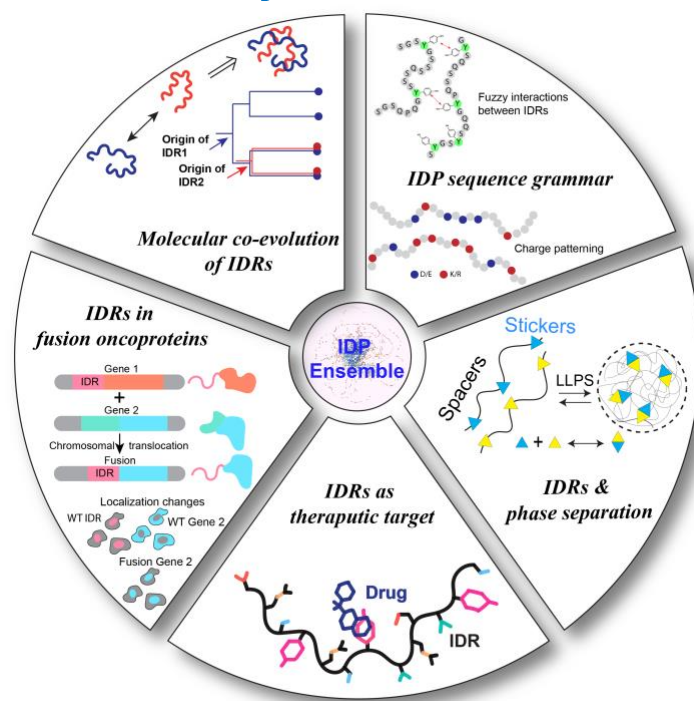 Origin of
IDR1
Origin of
IDR2
Molecular co-evolution
of IDRs
Fuzzy interactions
between IDRs
IDP sequence grammar
Charge patterning
D/E
K/R
IDRs in
fusion oncoproteins
Gene 1
IDR
+
Gene 2
Chromosomal translocation
Fusion
IDR
Localization changes
WT IDR
WT Gene 2
Fusion Gene 2
IDP
Ensemble
Stickers
Spacers
LLPS
+
IDRs &
phase separation
IDRs as
theraputic target
Drug
IDR